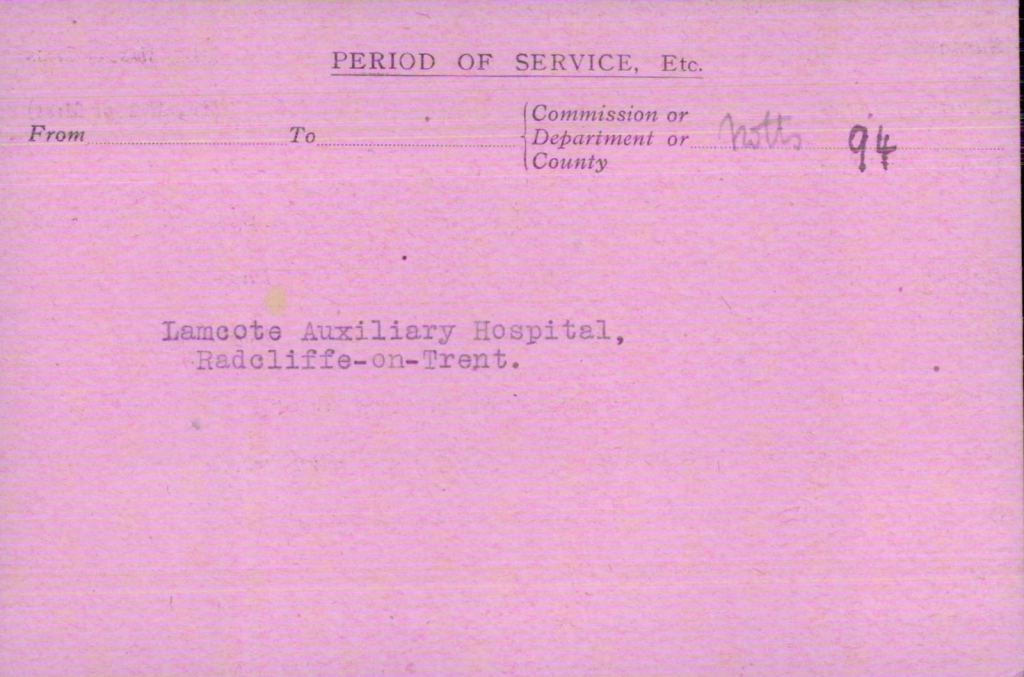 PERIOD OF SERVICE, Etc.
From To Commission or Department or County Notts 94
Lamcote Auxiliary Hospital,
Radcliffe-on-Trent.